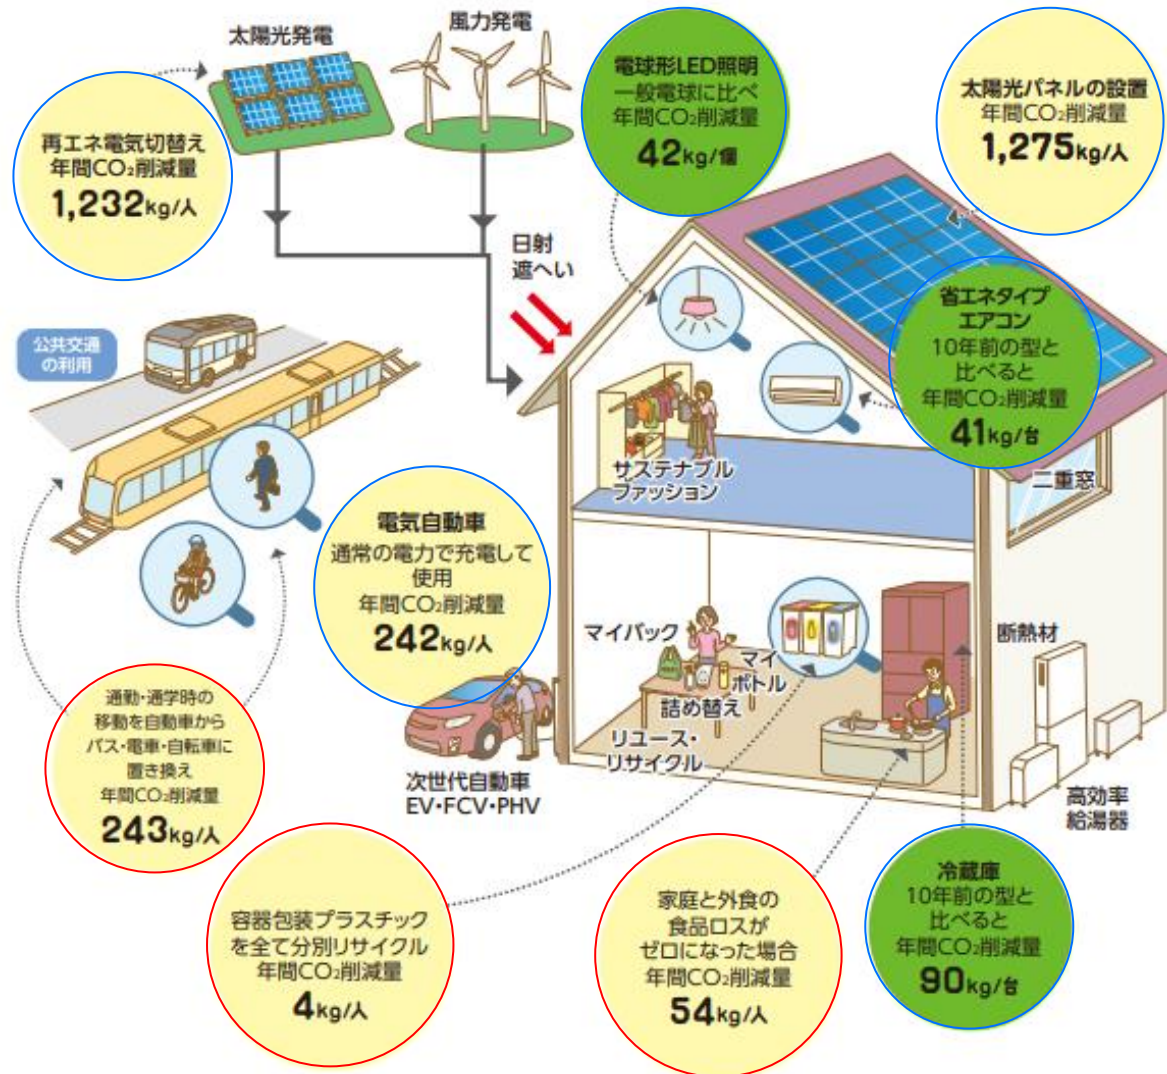 太陽光発電
風力発電
再エネ電気切替え
年間CO₂削減量
1,232kg/人
電球形LED照明
一般電球に比べ
年間CO₂削減量
42kg/個
太陽光パネルの設置
年間CO₂削減量
1,275kg/人
日射
遮へい
省エネタイプ
エアコン
10年前の型と
比べると
年間CO₂削減量
41kg/台
公共交通
の利用
サステナブル
ファッション
二重窓
電気自動車
通常の電力で充電して
使用
年間CO₂削減量
242kg/人
マイバック
マイ
ボトル
詰め替え
リユース・
リサイクル
断熱材
通勤・通学時の
移動を自動車から
バス・電車・自転車に
置き換え
年間CO₂削減量
243kg/人
次世代自動車
EV・FCV・PHV
高効率
給湯器
容器包装プラスチック
を全て分別リサイクル
年間CO₂削減量
4kg/人
家庭と外食の
食品ロスが
ゼロになった場合
年間CO₂削減量
54kg/人
冷蔵庫
10年前の型と
比べると
年間CO₂削減量
90kg/台